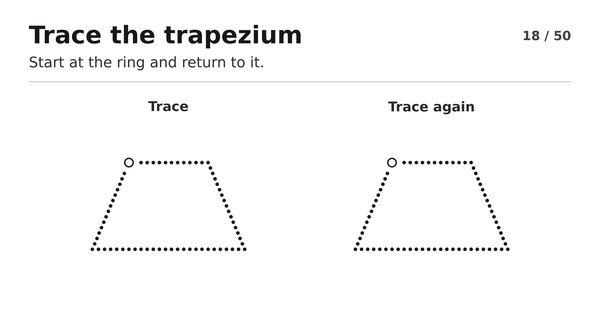 Trace the trapezium
18 / 50
Start at the ring and return to it.
Trace
Trace again